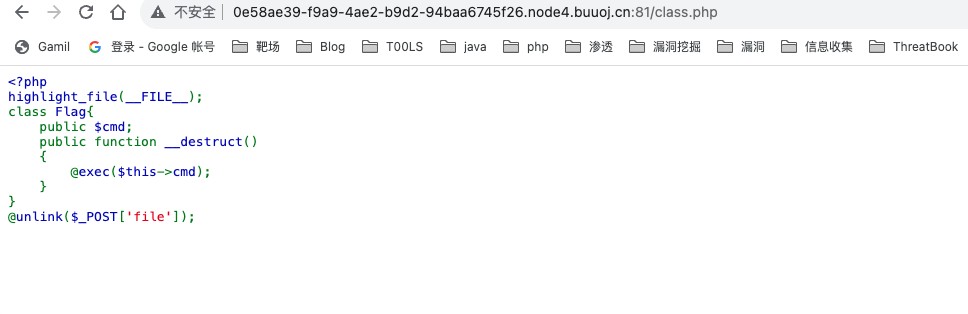 不安全 0e58ae39-f9a9-4ae2-b9d2-94baa6745f26.node4.buuoj.cn:81/class.php
Gamil 登录 - Google 帐号 靶场 Blog T00LS java php 渗透 漏洞挖掘 漏洞 信息收集 ThreatBook
<?php
highlight_file(__FILE__);
class Flag{
    public $cmd;
    public function __destruct()
    {
        @exec($this->cmd);
    }
}
@unlink($_POST['file']);